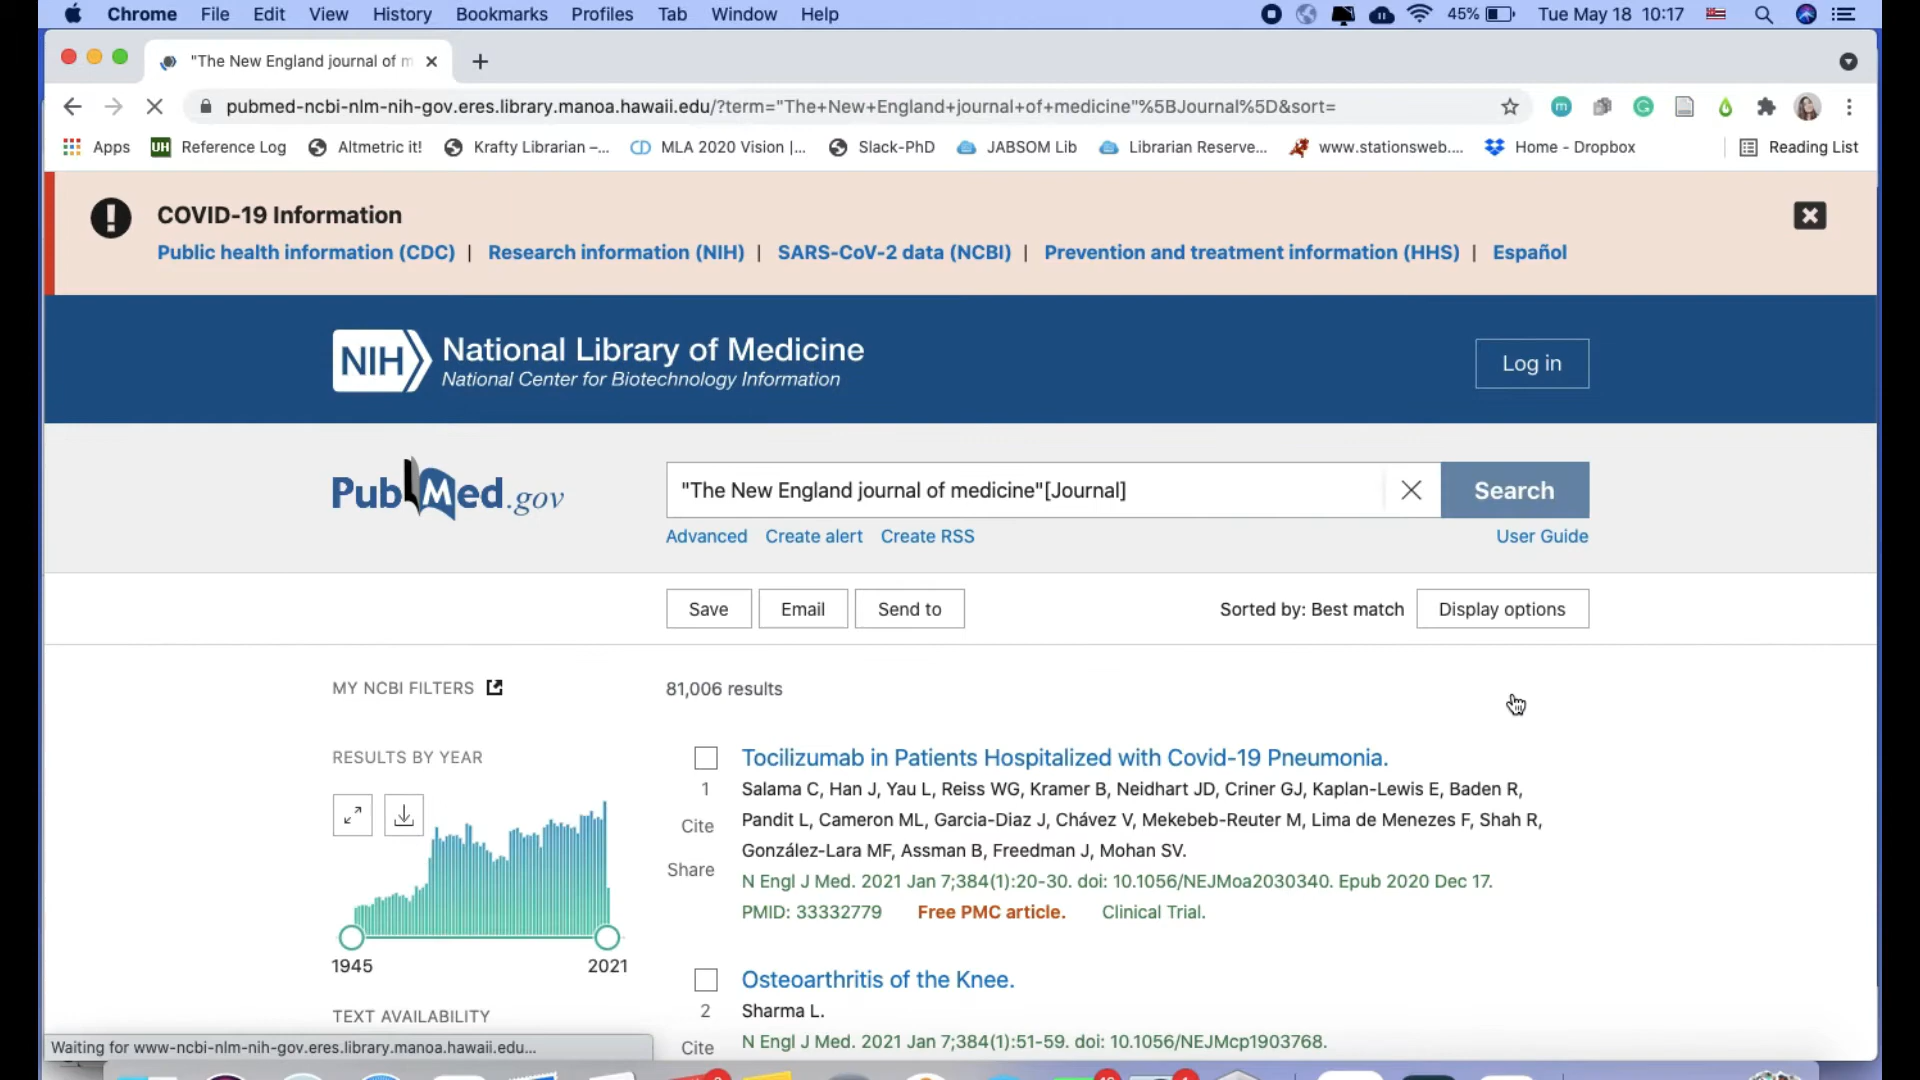 Chrome File Edit View History Bookmarks Profiles Tab Window Help 45% Tue May 18 10:17
"The New England journal of m
pubmed-ncbi-nlm-nih-gov.eres.library.manoa.hawaii.edu/?term="The+New+England+journal+of+medicine"%5BJournal%5D&sort=
Apps UH Reference Log Altmetric it! Krafty Librarian –... MLA 2020 Vision |... Slack-PhD JABSOM Lib Librarian Reserve... www.stationsweb.... Home - Dropbox Reading List
COVID-19 Information
Public health information (CDC) | Research information (NIH) | SARS-CoV-2 data (NCBI) | Prevention and treatment information (HHS) | Español
NIH National Library of Medicine
National Center for Biotechnology Information
Log in
PubMed.gov
"The New England journal of medicine"[Journal]
Search
Advanced Create alert Create RSS User Guide
Save Email Send to Sorted by: Best match Display options
MY NCBI FILTERS
81,006 results
RESULTS BY YEAR
1945 2021
TEXT AVAILABILITY
Tocilizumab in Patients Hospitalized with Covid-19 Pneumonia.
1 Salama C, Han J, Yau L, Reiss WG, Kramer B, Neidhart JD, Criner GJ, Kaplan-Lewis E, Baden R,
Cite Pandit L, Cameron ML, Garcia-Diaz J, Chávez V, Mekebeb-Reuter M, Lima de Menezes F, Shah R,
González-Lara MF, Assman B, Freedman J, Mohan SV.
Share N Engl J Med. 2021 Jan 7;384(1):20-30. doi: 10.1056/NEJMoa2030340. Epub 2020 Dec 17.
PMID: 33332779 Free PMC article. Clinical Trial.
Osteoarthritis of the Knee.
2 Sharma L.
Cite N Engl J Med. 2021 Jan 7;384(1):51-59. doi: 10.1056/NEJMcp1903768.
Waiting for www-ncbi-nlm-nih-gov.eres.library.manoa.hawaii.edu...